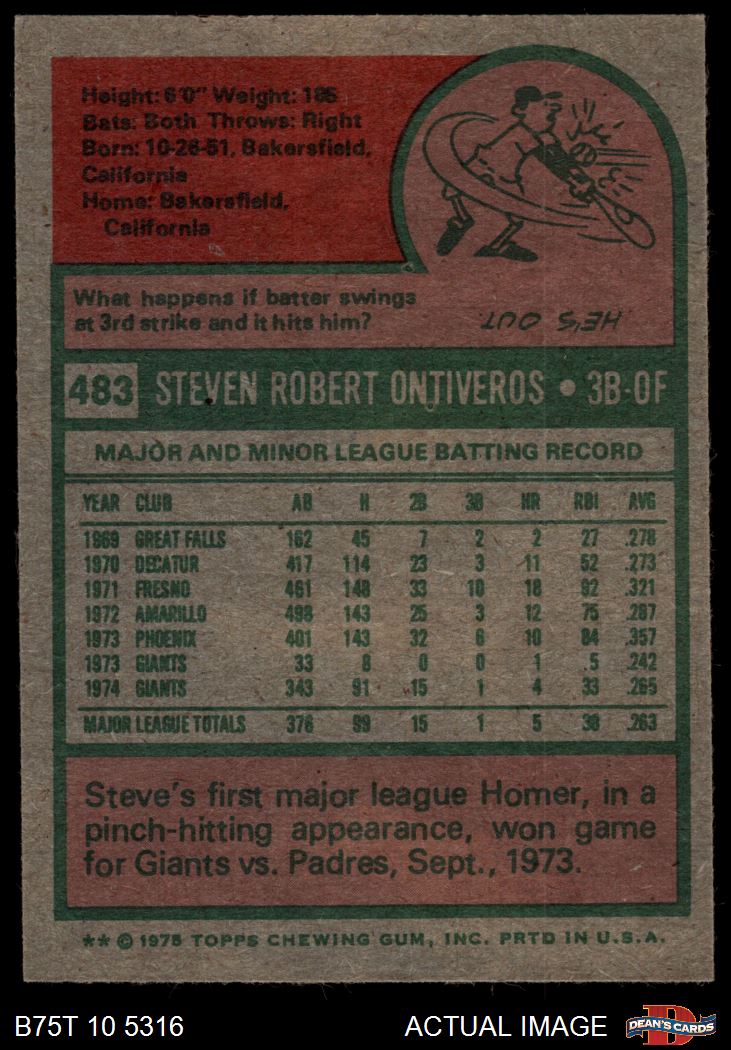 Height: 6'0" Weight: 185
Bats: Both Throws: Right
Born: 10-26-51, Bakersfield,
California
Home: Bakersfield,
California
What happens if batter swings
at 3rd strike and it hits him?
HE'S OUT.
483 STEVEN ROBERT ONTIVEROS • 3B-OF
MAJOR AND MINOR LEAGUE BATTING RECORD
YEAR CLUB AB H 2B 3B HR RBI AVG
1969 GREAT FALLS 162 45 7 2 2 27 .278
1970 DECATUR 417 114 23 3 11 52 .273
1971 FRESNO 461 148 33 10 18 92 .321
1972 AMARILLO 498 143 25 3 12 75 .287
1973 PHOENIX 401 143 32 6 10 84 .357
1973 GIANTS 33 8 0 0 1 5 .242
1974 GIANTS 343 91 15 1 4 33 .265
MAJOR LEAGUE TOTALS 376 99 15 1 5 38 .263
Steve's first major league Homer, in a
pinch-hitting appearance, won game
for Giants vs. Padres, Sept., 1973.
** © 1975 TOPPS CHEWING GUM, INC. PRTD IN U.S.A.
B75T 10 5316 ACTUAL IMAGE DEAN'S CARDS